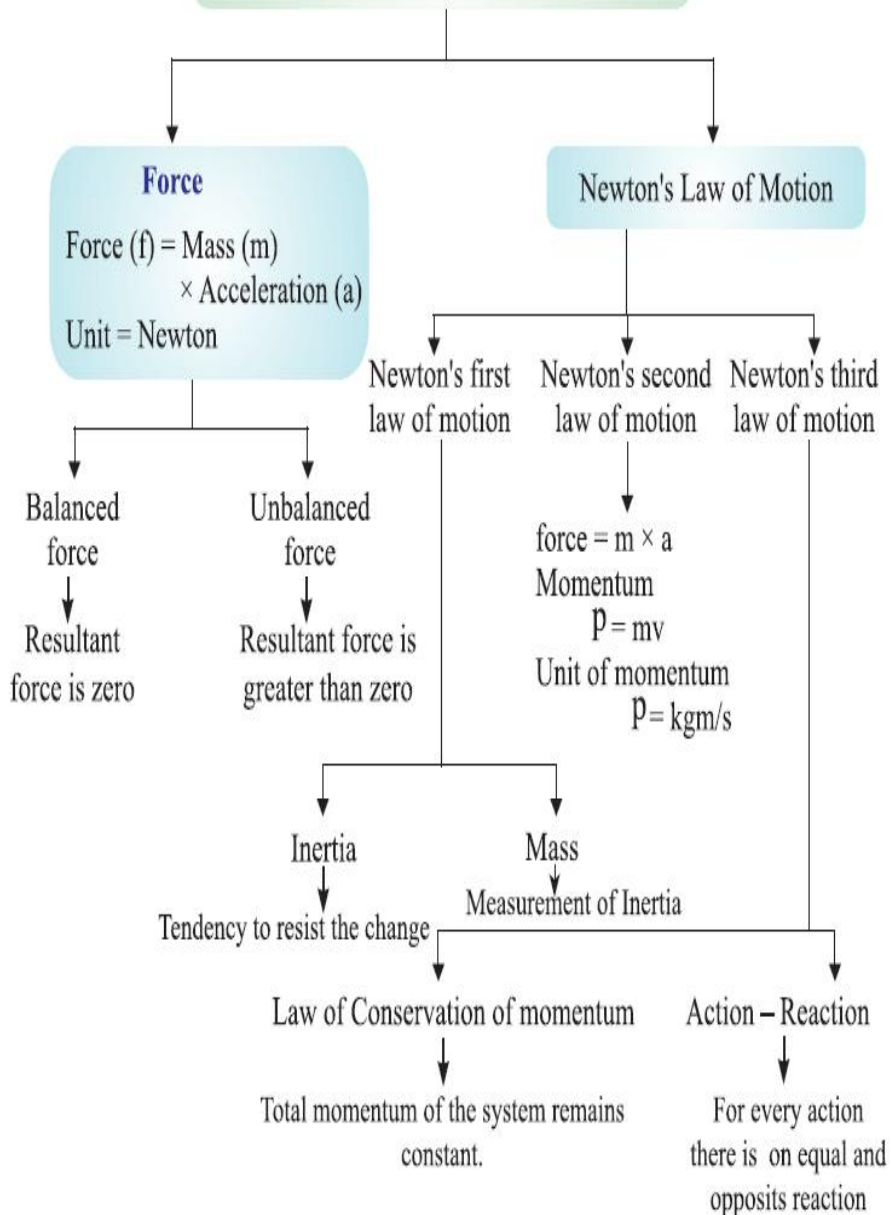 Force
Force (f) = Mass (m)
× Acceleration (a)
Unit = Newton
Newton's Law of Motion
Newton's first
law of motion
Newton's second
law of motion
Newton's third
law of motion
Balanced
force
Resultant
force is zero
Unbalanced
force
Resultant force is
greater than zero
force = m × a
Momentum
p = mv
Unit of momentum
p = kgm/s
Inertia
Tendency to resist the change
Mass
Measurement of Inertia
Law of Conservation of momentum
Total momentum of the system remains
constant.
Action – Reaction
For every action
there is on equal and
opposits reaction